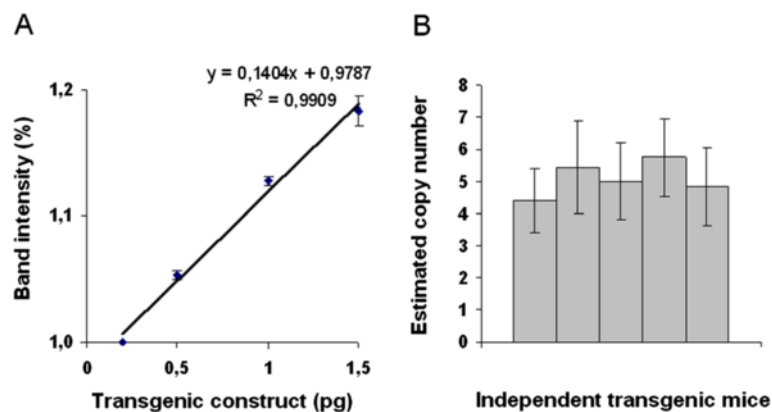 A
y = 0,1404x + 0,9787
R² = 0,9909
Band intensity (%)
1,2
1,1
1,0
0
0,5
1
1,5
Transgenic construct (pg)
B
Estimated copy number
8
7
6
5
4
3
2
1
0
Independent transgenic mice